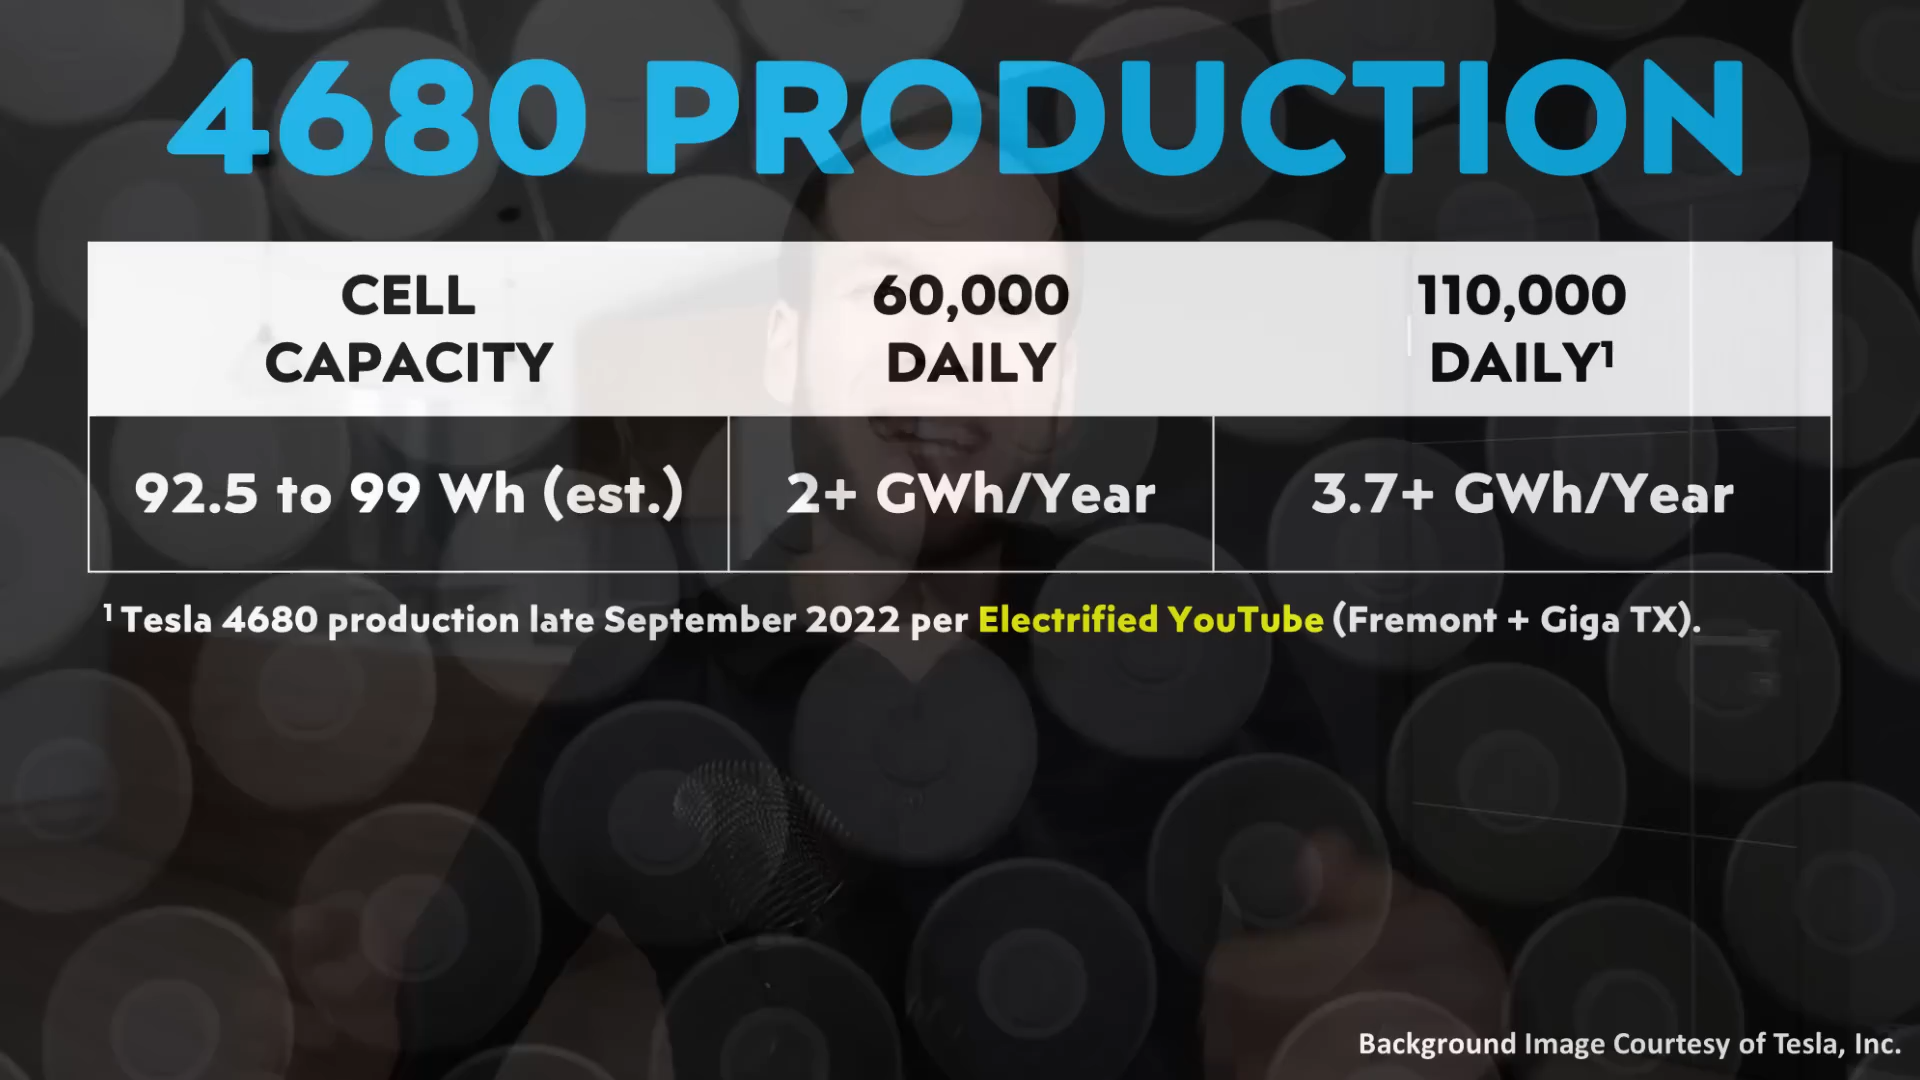 4680 PRODUCTION
CELL CAPACITY
60,000 DAILY
110,000 DAILY¹
92.5 to 99 Wh (est.)
2+ GWh/Year
3.7+ GWh/Year
¹ Tesla 4680 production late September 2022 per Electrified YouTube (Fremont + Giga TX).
Background Image Courtesy of Tesla, Inc.